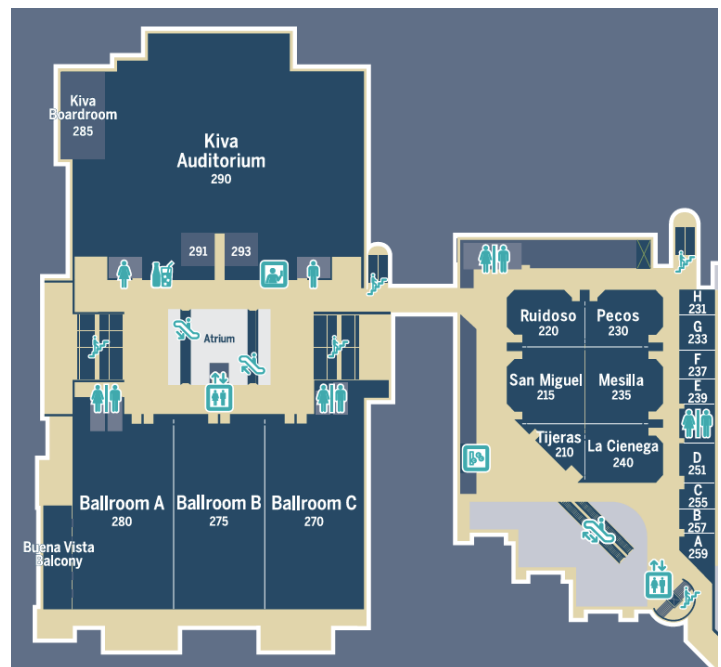 Kiva
Boardroom
285
Kiva
Auditorium
290
291
293
Atrium
Ballroom A
280
Ballroom B
275
Ballroom C
270
Buena Vista
Balcony
Ruidoso
220
Pecos
230
San Miguel
215
Mesilla
235
Tijeras
210
La Cienega
240
H
231
G
233
F
237
E
239
D
251
C
255
B
257
A
259